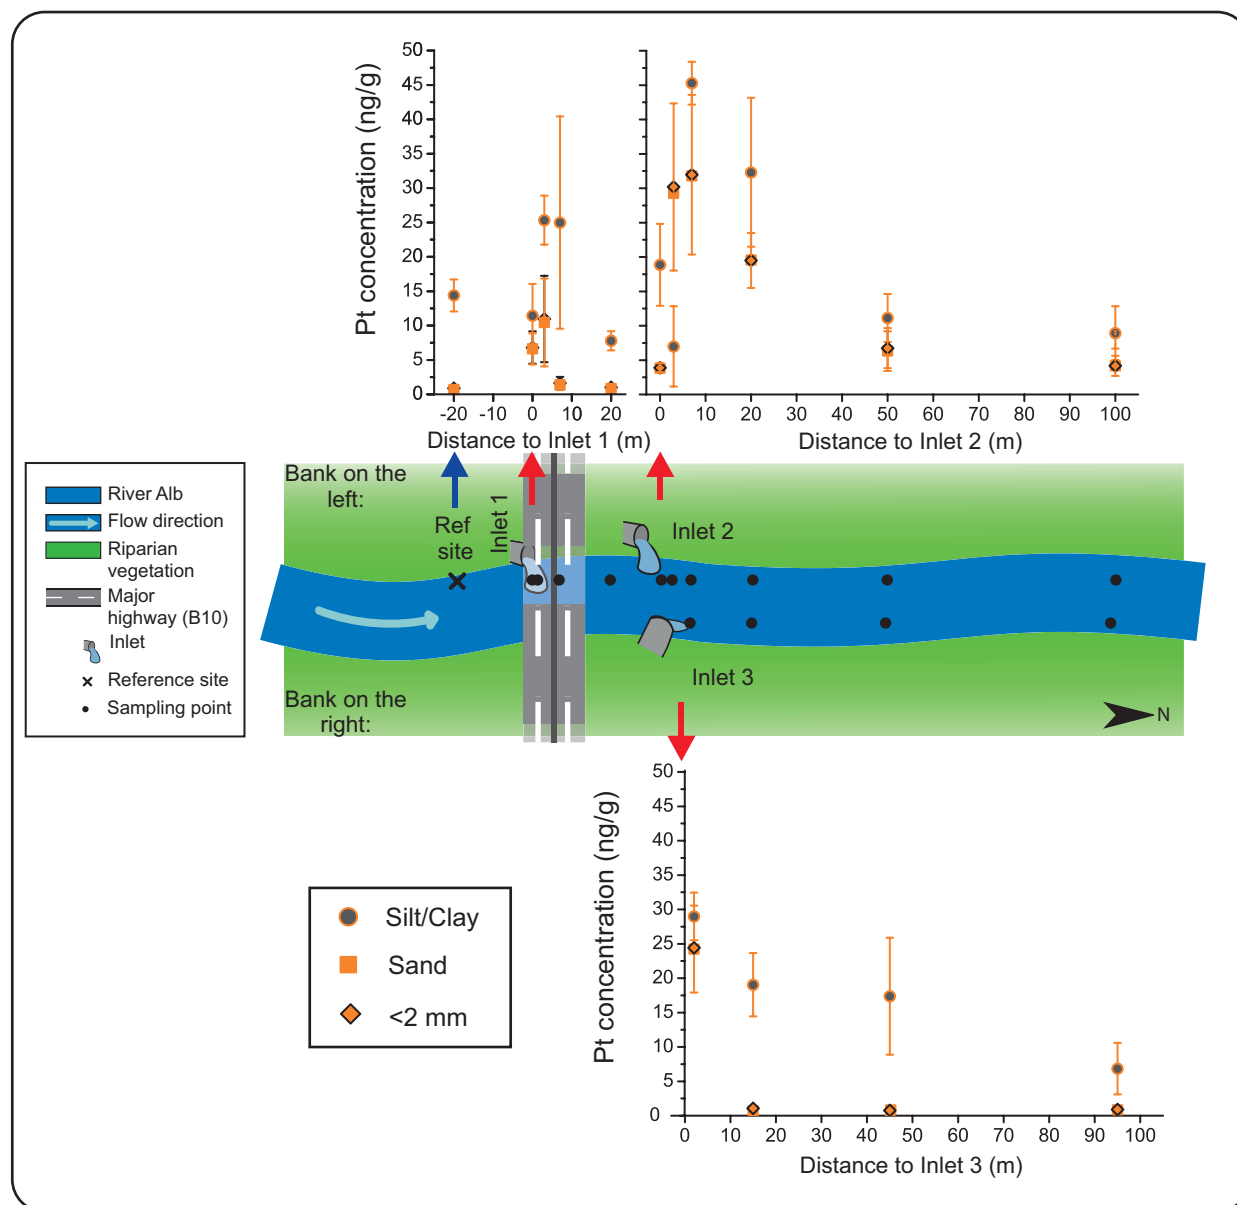 Pt concentration (ng/g)
50
45
40
35
30
25
20
15
10
5
0
-20
-10
0
10
20
0
10
20
30
40
50
60
70
80
90
100
Distance to Inlet 1 (m)
Distance to Inlet 2 (m)
River Alb
Flow direction
Riparian
vegetation
Major
highway (B10)
Inlet
Reference site
Sampling point
Bank on the
left:
Ref
site
Inlet 1
Inlet 2
Inlet 3
Bank on the
right:
N
Silt/Clay
Sand
<2 mm
Pt concentration (ng/g)
50
45
40
35
30
25
20
15
10
5
0
0
10
20
30
40
50
60
70
80
90
100
Distance to Inlet 3 (m)